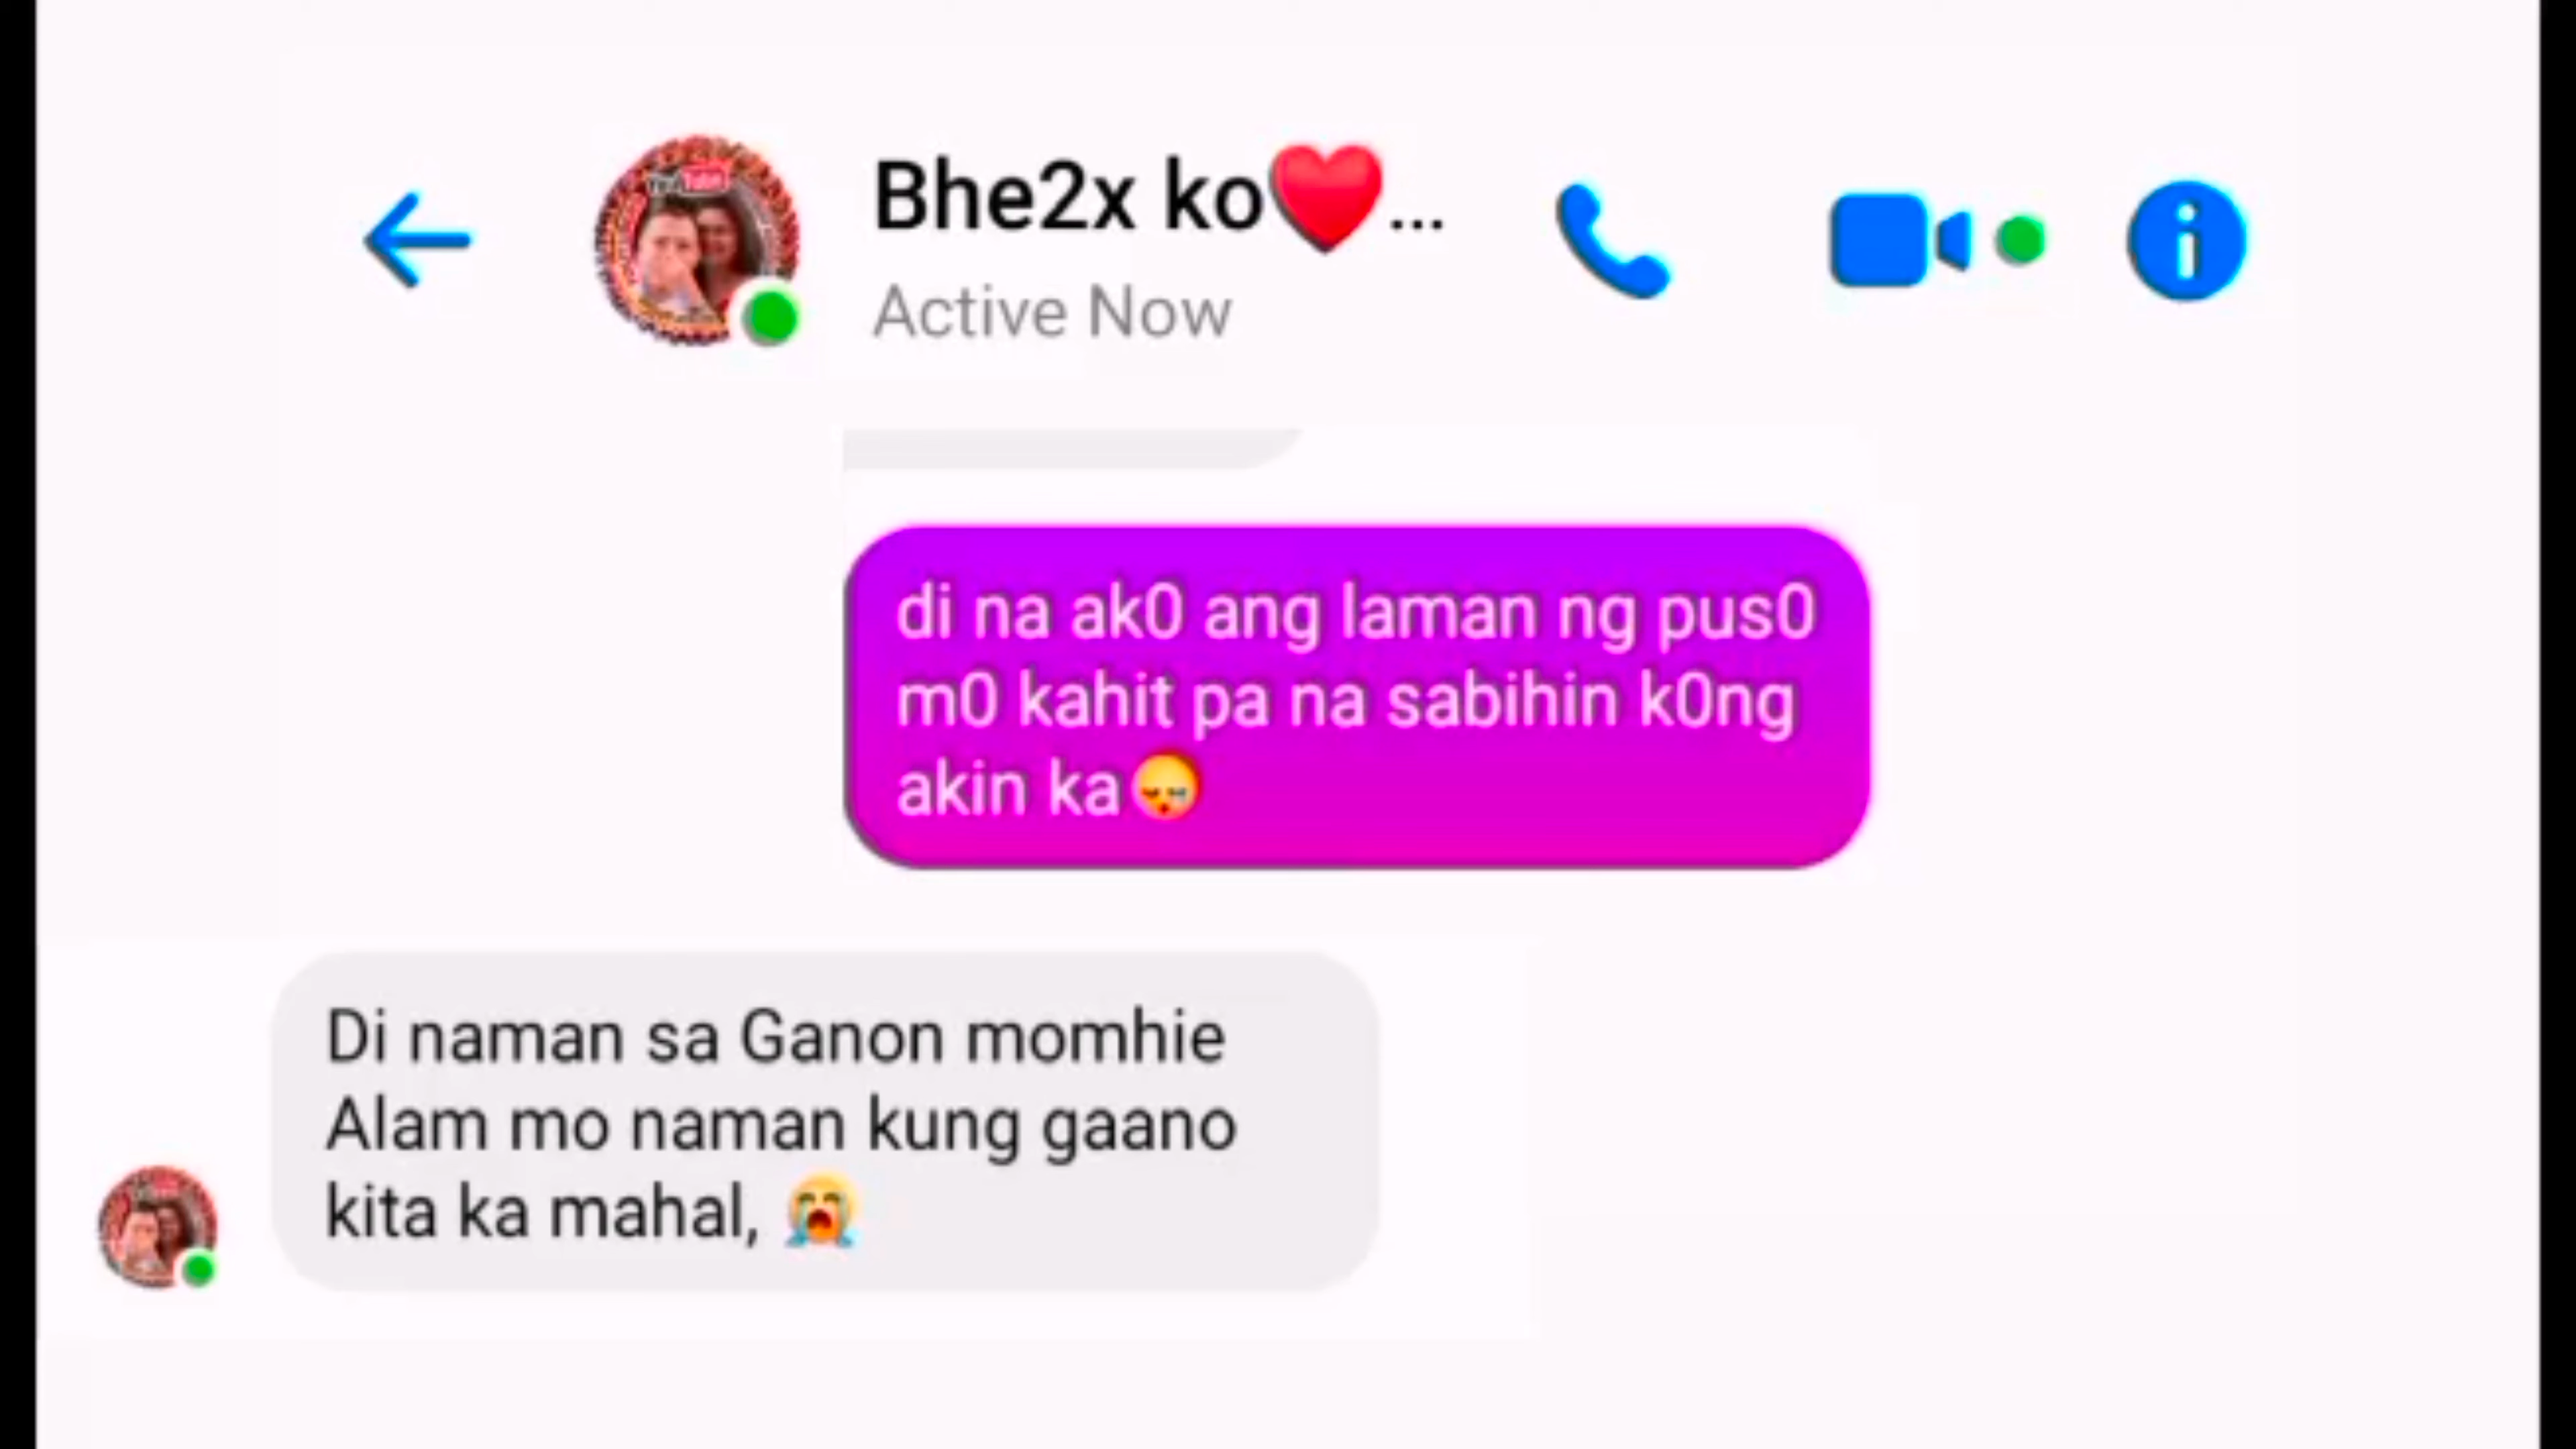 Bhe2x ko❤️...
Active Now
di na ak0 ang laman ng pus0
m0 kahit pa na sabihin k0ng
akin ka😪
Di naman sa Ganon momhie
Alam mo naman kung gaano
kita ka mahal, 😭